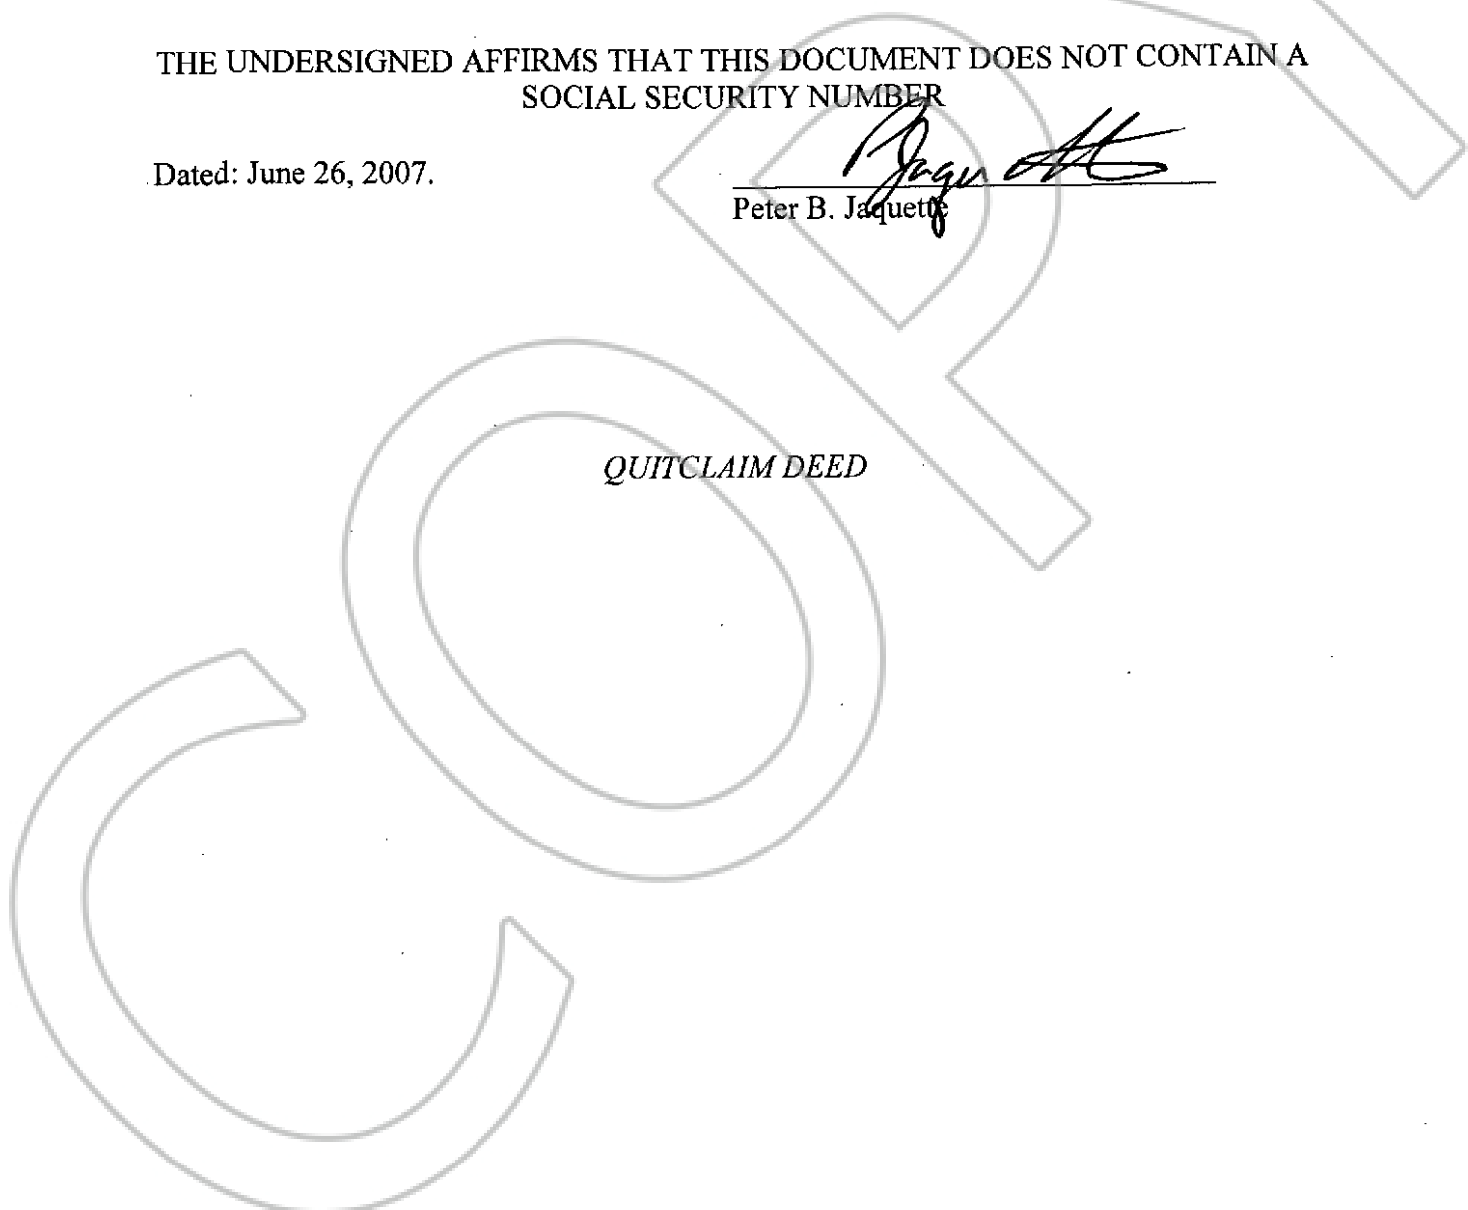 THE UNDERSIGNED AFFIRMS THAT THIS DOCUMENT DOES NOT CONTAIN A
SOCIAL SECURITY NUMBER
Dated: June 26, 2007.
Peter B. Jaquette
QUITCLAIM DEED
COPY